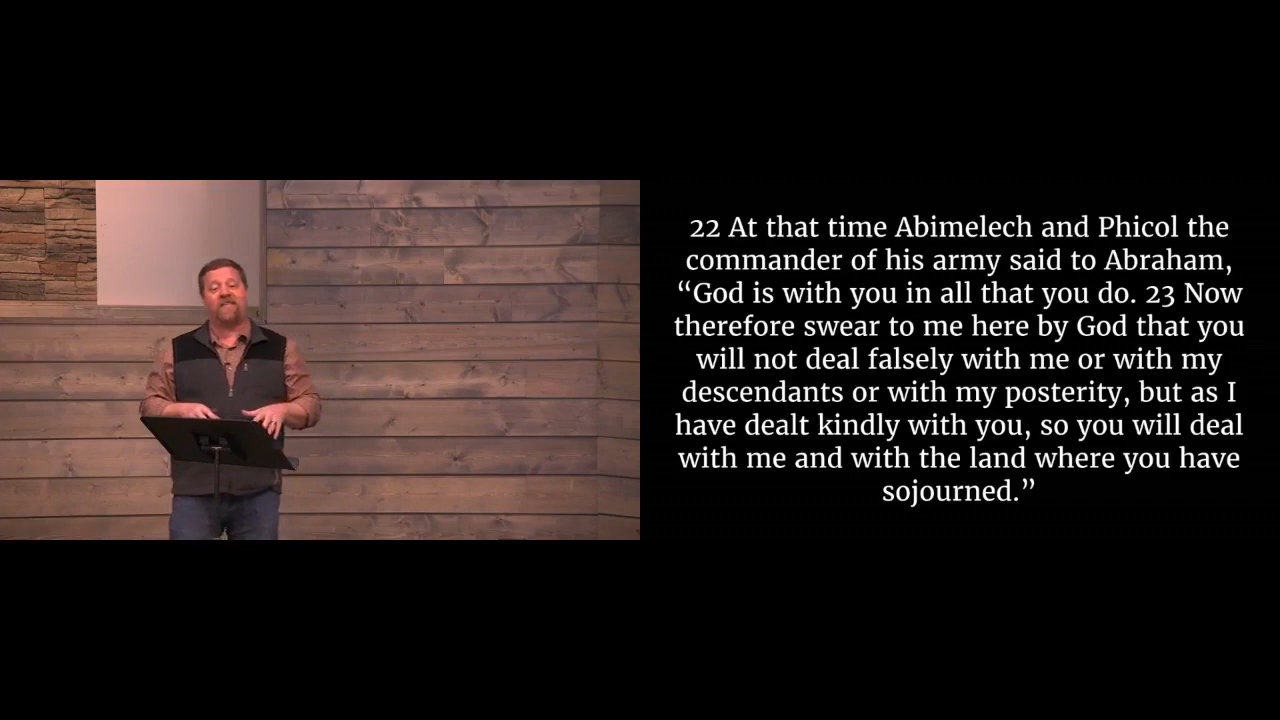 22 At that time Abimelech and Phicol the
commander of his army said to Abraham,
“God is with you in all that you do. 23 Now
therefore swear to me here by God that you
will not deal falsely with me or with my
descendants or with my posterity, but as I
have dealt kindly with you, so you will deal
with me and with the land where you have
sojourned.”